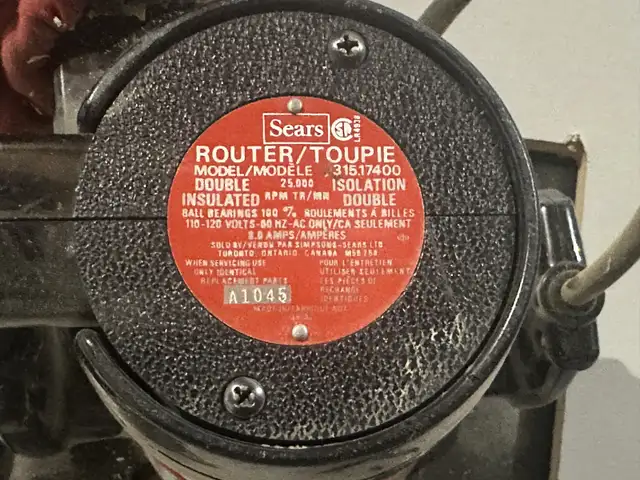 Sears
LR4938
ROUTER/TOUPIE
MODEL/MODÈLE 315.17400
DOUBLE 25,000 ISOLATION
INSULATED RPM TR/MN DOUBLE
BALL BEARINGS 100 % ROULEMENTS À BILLES
110-120 VOLTS-60 HZ-AC ONLY/CA SEULEMENT
AMPS/AMPÈRES
SOLD BY/VENDU PAR SIMPSONS-SEARS LTD
TORONTO, ONTARIO, CANADA M5B
WHEN SERVICING USE
ONLY IDENTICAL
REPLACEMENT PARTS
POUR L'ENTRETIEN
UTILISER SEULEMENT
DES PIÈCES DE
RECHANGE
IDENTIQUES
A1045